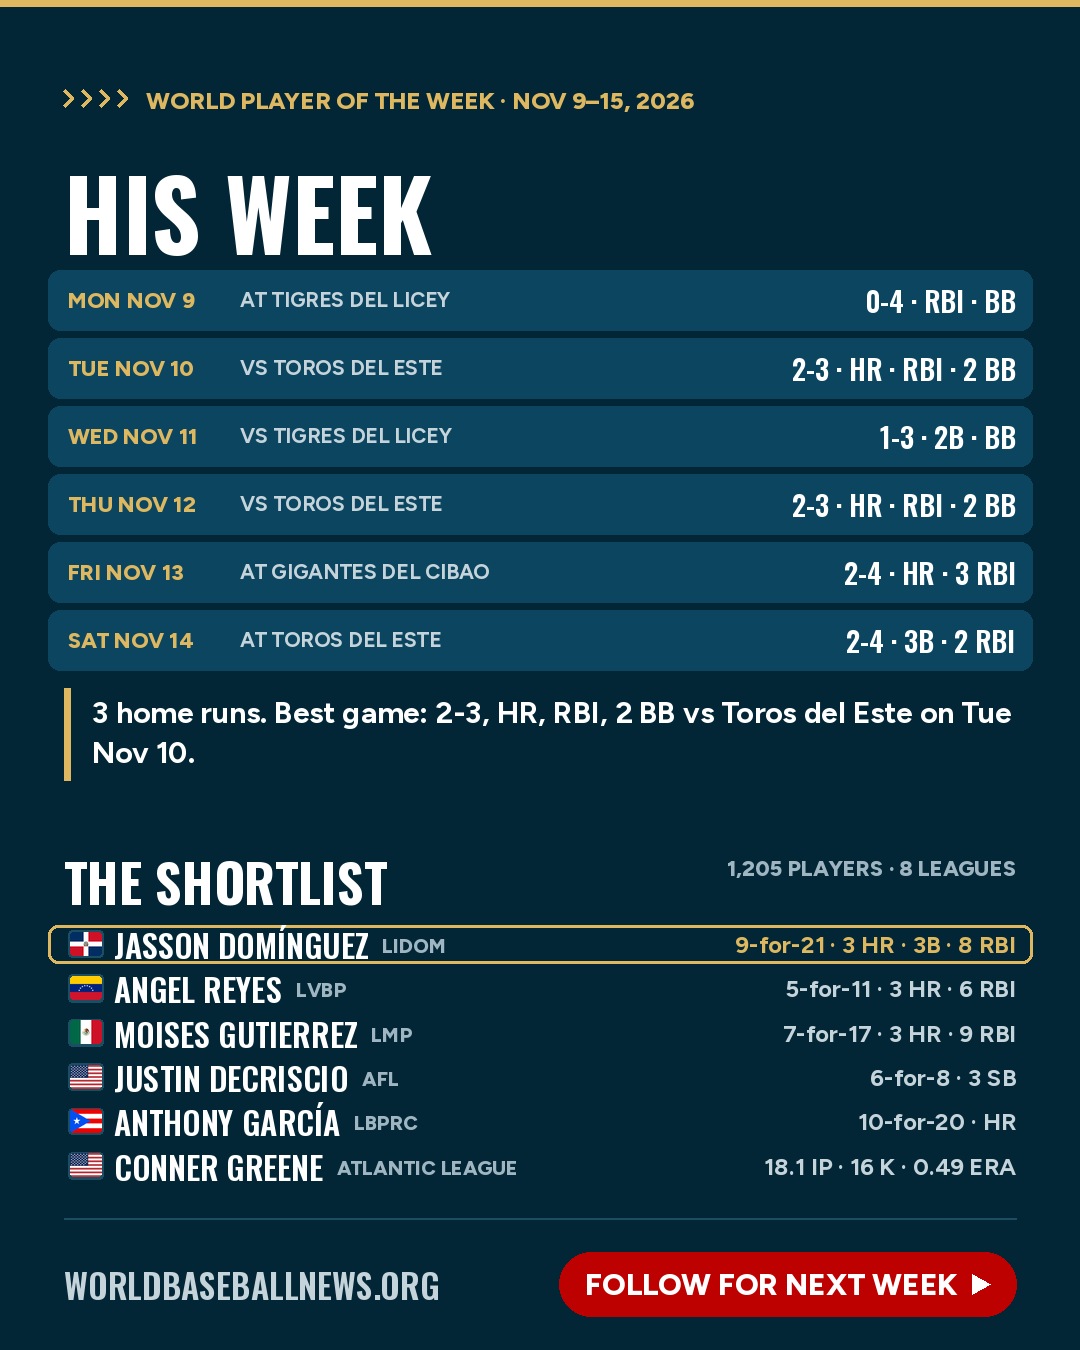 >>>> WORLD PLAYER OF THE WEEK · NOV 9–15, 2026
HIS WEEK
MON NOV 9 AT TIGRES DEL LICEY 0-4 · RBI · BB
TUE NOV 10 VS TOROS DEL ESTE 2-3 · HR · RBI · 2 BB
WED NOV 11 VS TIGRES DEL LICEY 1-3 · 2B · BB
THU NOV 12 VS TOROS DEL ESTE 2-3 · HR · RBI · 2 BB
FRI NOV 13 AT GIGANTES DEL CIBAO 2-4 · HR · 3 RBI
SAT NOV 14 AT TOROS DEL ESTE 2-4 · 3B · 2 RBI
3 home runs. Best game: 2-3, HR, RBI, 2 BB vs Toros del Este on Tue
Nov 10.
THE SHORTLIST 1,205 PLAYERS · 8 LEAGUES
JASSON DOMÍNGUEZ LIDOM 9-for-21 · 3 HR · 3B · 8 RBI
ANGEL REYES LVBP 5-for-11 · 3 HR · 6 RBI
MOISES GUTIERREZ LMP 7-for-17 · 3 HR · 9 RBI
JUSTIN DECRISCIO AFL 6-for-8 · 3 SB
ANTHONY GARCÍA LBPRC 10-for-20 · HR
CONNER GREENE ATLANTIC LEAGUE 18.1 IP · 16 K · 0.49 ERA
WORLDBASEBALLNEWS.ORG FOLLOW FOR NEXT WEEK ▶